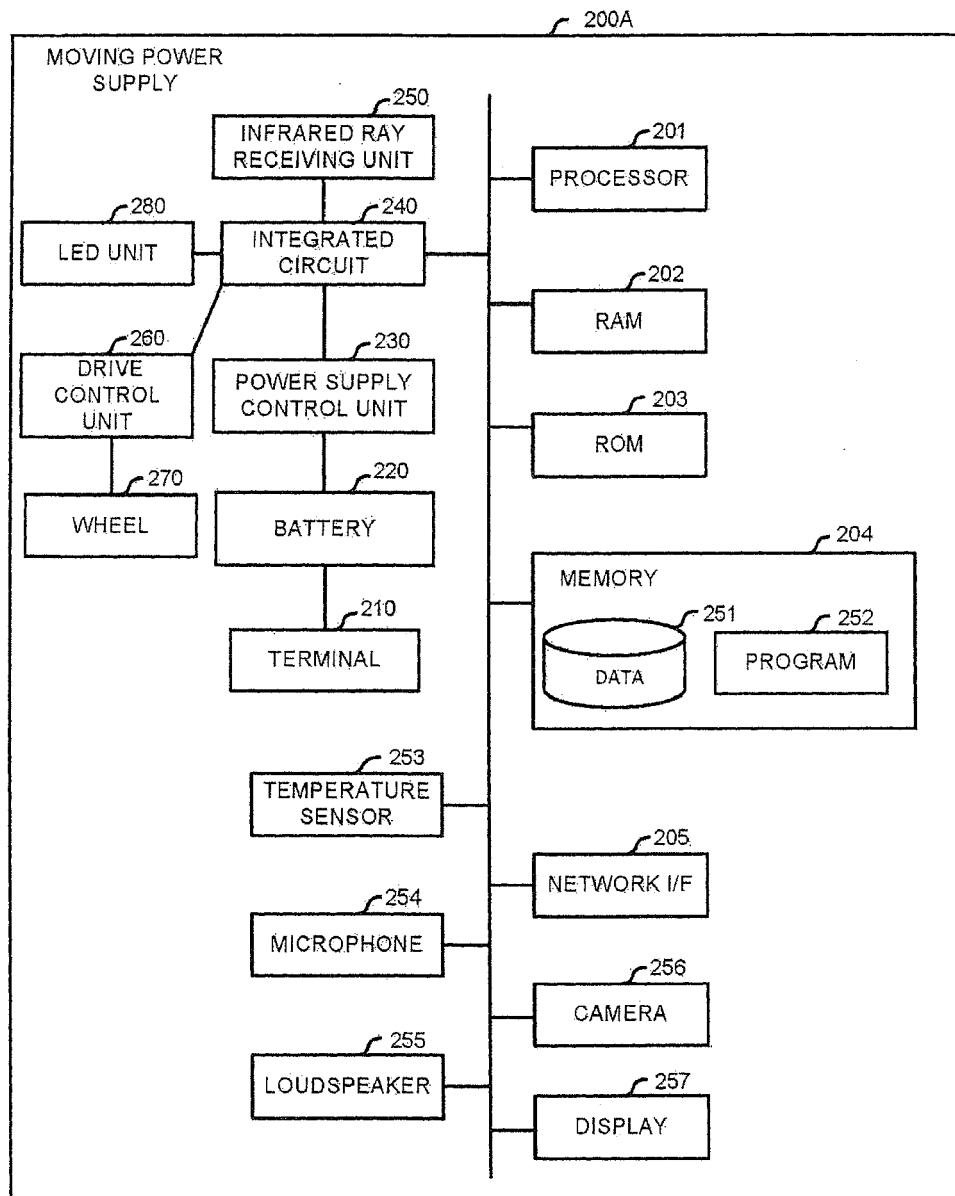 200A
MOVING POWER
SUPPLY
250
INFRARED RAY
RECEIVING UNIT
201
PROCESSOR
280
LED UNIT
240
INTEGRATED
CIRCUIT
202
RAM
260
DRIVE
CONTROL
UNIT
230
POWER SUPPLY
CONTROL UNIT
203
ROM
270
WHEEL
220
BATTERY
204
MEMORY
251
DATA
252
PROGRAM
210
TERMINAL
253
TEMPERATURE
SENSOR
205
NETWORK I/F
254
MICROPHONE
256
CAMERA
255
LOUDSPEAKER
257
DISPLAY